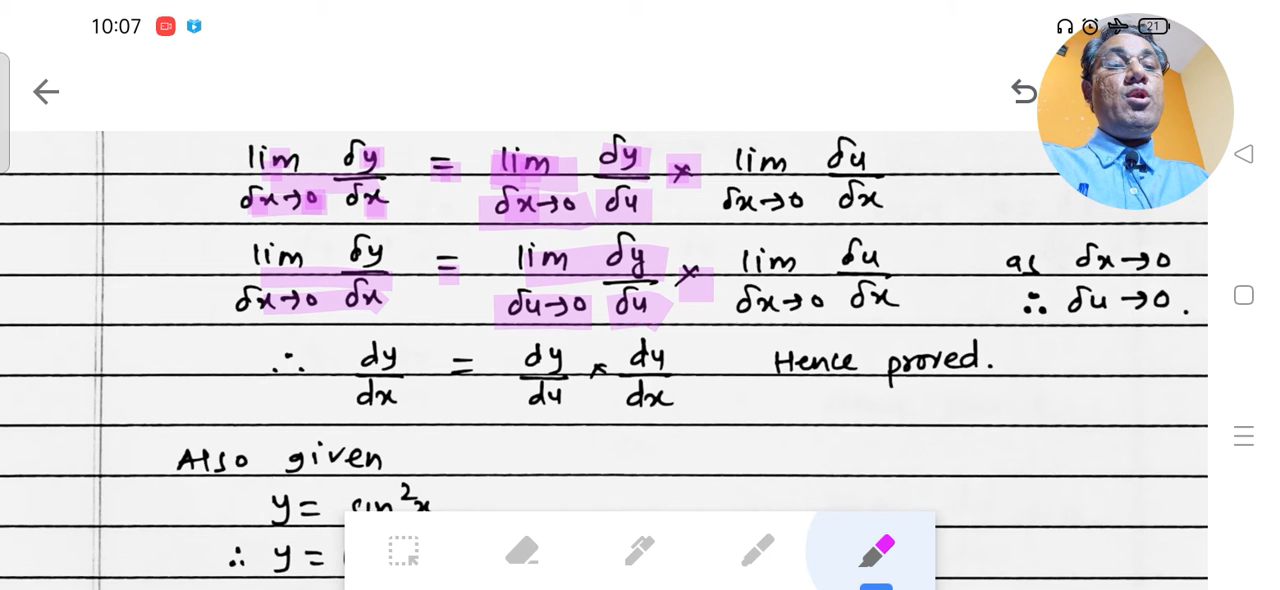 10:07 21
lim δx→0 δy/δx = lim δx→0 δy/δu × lim δx→0 δu/δx
lim δx→0 δy/δx = lim δu→0 δy/δu × lim δx→0 δu/δx as δx→0
∴ δu→0.
∴ dy/dx = dy/du × du/dx Hence proved.
Also given
y = sin²x
∴ y =